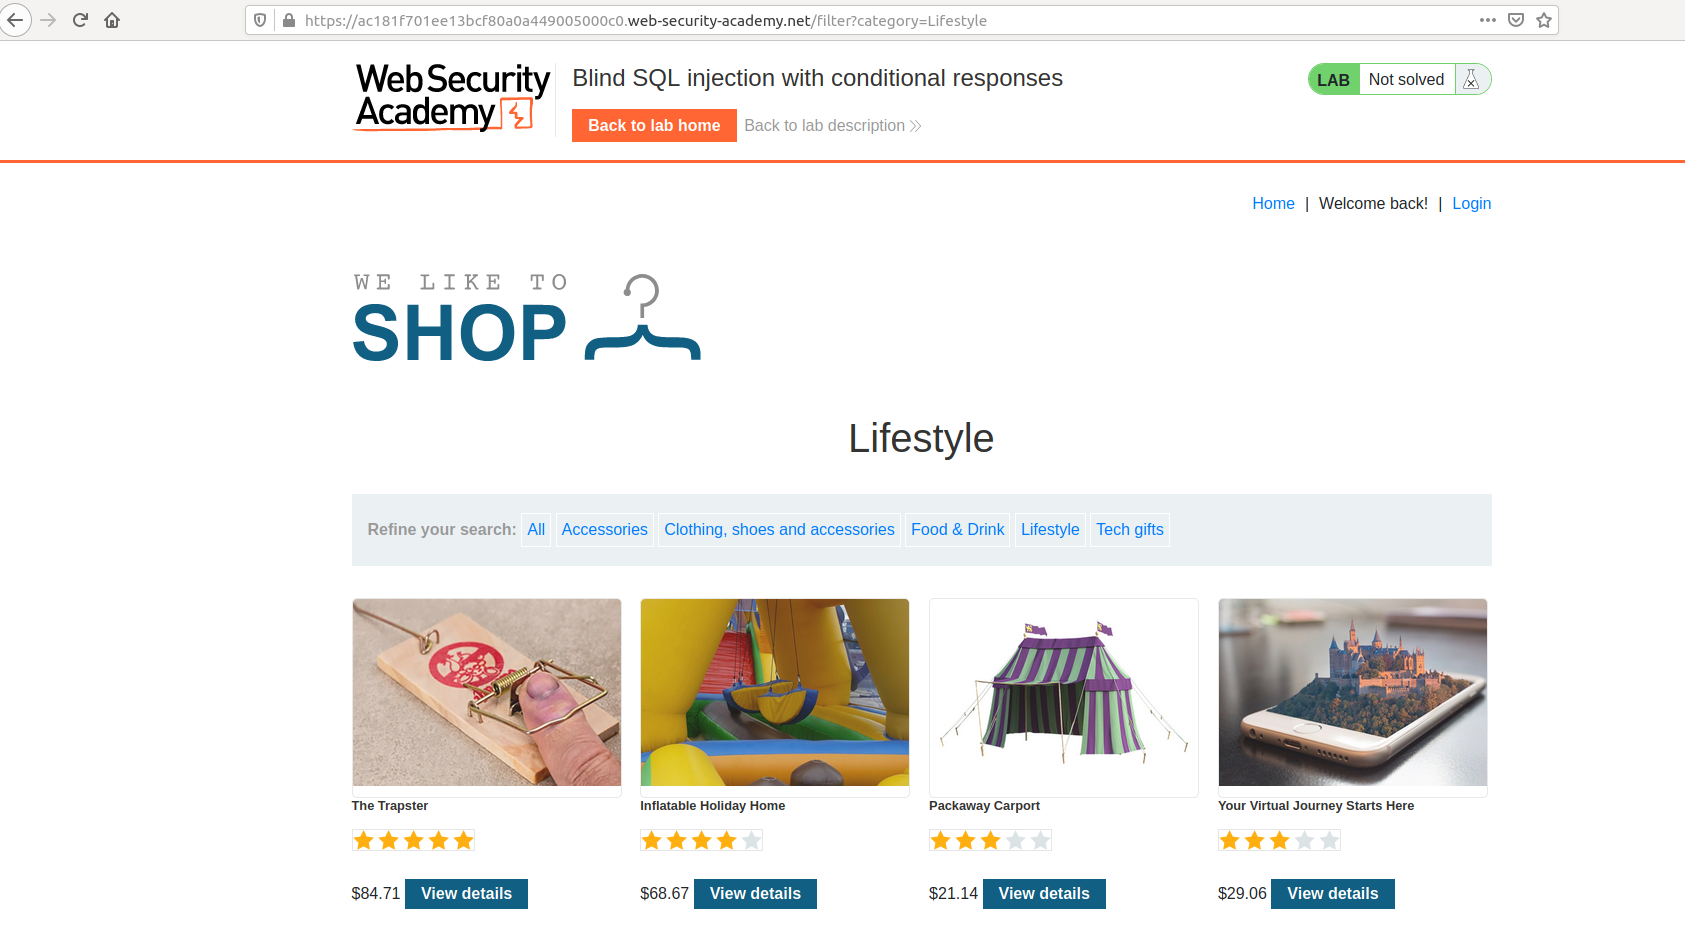 https://ac181f701ee13bcf80a0a449005000c0.web-security-academy.net/filter?category=Lifestyle
Web Security
Academy
Blind SQL injection with conditional responses
Back to lab home
Back to lab description
LAB
Not solved
Home | Welcome back! | Login
WE LIKE TO
SHOP
Lifestyle
Refine your search: All Accessories Clothing, shoes and accessories Food & Drink Lifestyle Tech gifts
The Trapster
Inflatable Holiday Home
Packaway Carport
Your Virtual Journey Starts Here
$84.71 View details
$68.67 View details
$21.14 View details
$29.06 View details